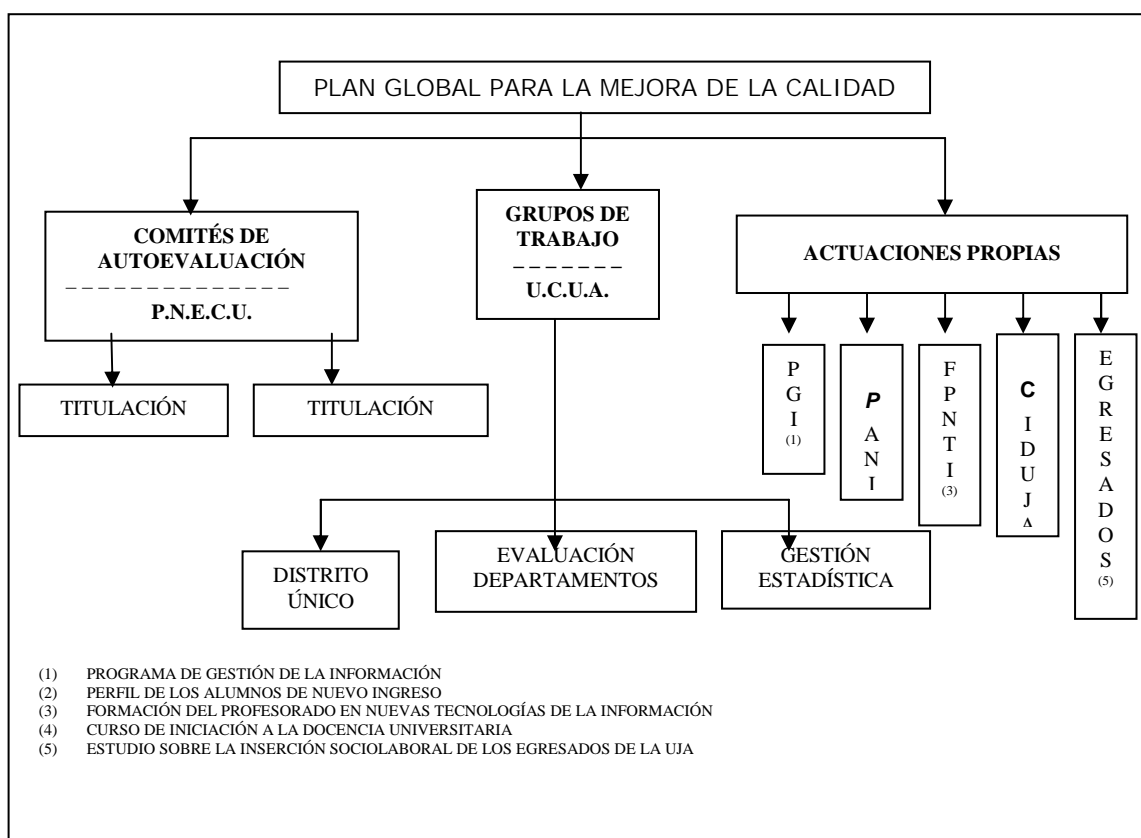 PLAN GLOBAL PARA LA MEJORA DE LA CALIDAD
COMITÉS DE
AUTOEVALUACIÓN
P.N.E.C.U.
GRUPOS DE
TRABAJO
U.C.U.A.
ACTUACIONES PROPIAS
TITULACIÓN
TITULACIÓN
P
G
I
(1)
P
A
N
I
F
P
N
T
I
(3)
C
I
D
U
J
A
E
G
R
E
S
A
D
O
S
(5)
DISTRITO
ÚNICO
EVALUACIÓN
DEPARTAMENTOS
GESTIÓN
ESTADÍSTICA
(1) PROGRAMA DE GESTIÓN DE LA INFORMACIÓN
(2) PERFIL DE LOS ALUMNOS DE NUEVO INGRESO
(3) FORMACIÓN DEL PROFESORADO EN NUEVAS TECNOLOGÍAS DE LA INFORMACIÓN
(4) CURSO DE INICIACIÓN A LA DOCENCIA UNIVERSITARIA
(5) ESTUDIO SOBRE LA INSERCIÓN SOCIOLABORAL DE LOS EGRESADOS DE LA UJA